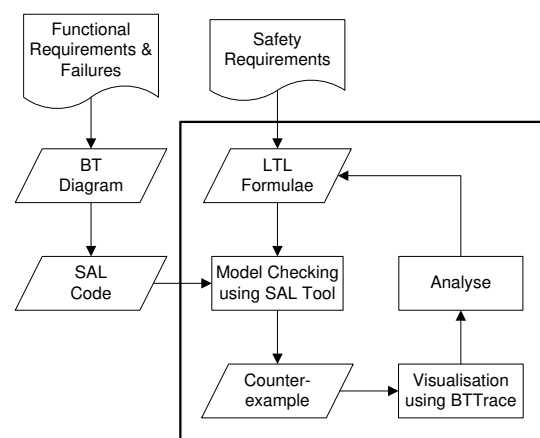 Functional
Requirements &
Failures
Safety
Requirements
BT
Diagram
LTL
Formulae
SAL
Code
Model Checking
using SAL Tool
Analyse
Counter-
example
Visualisation
using BTTrace